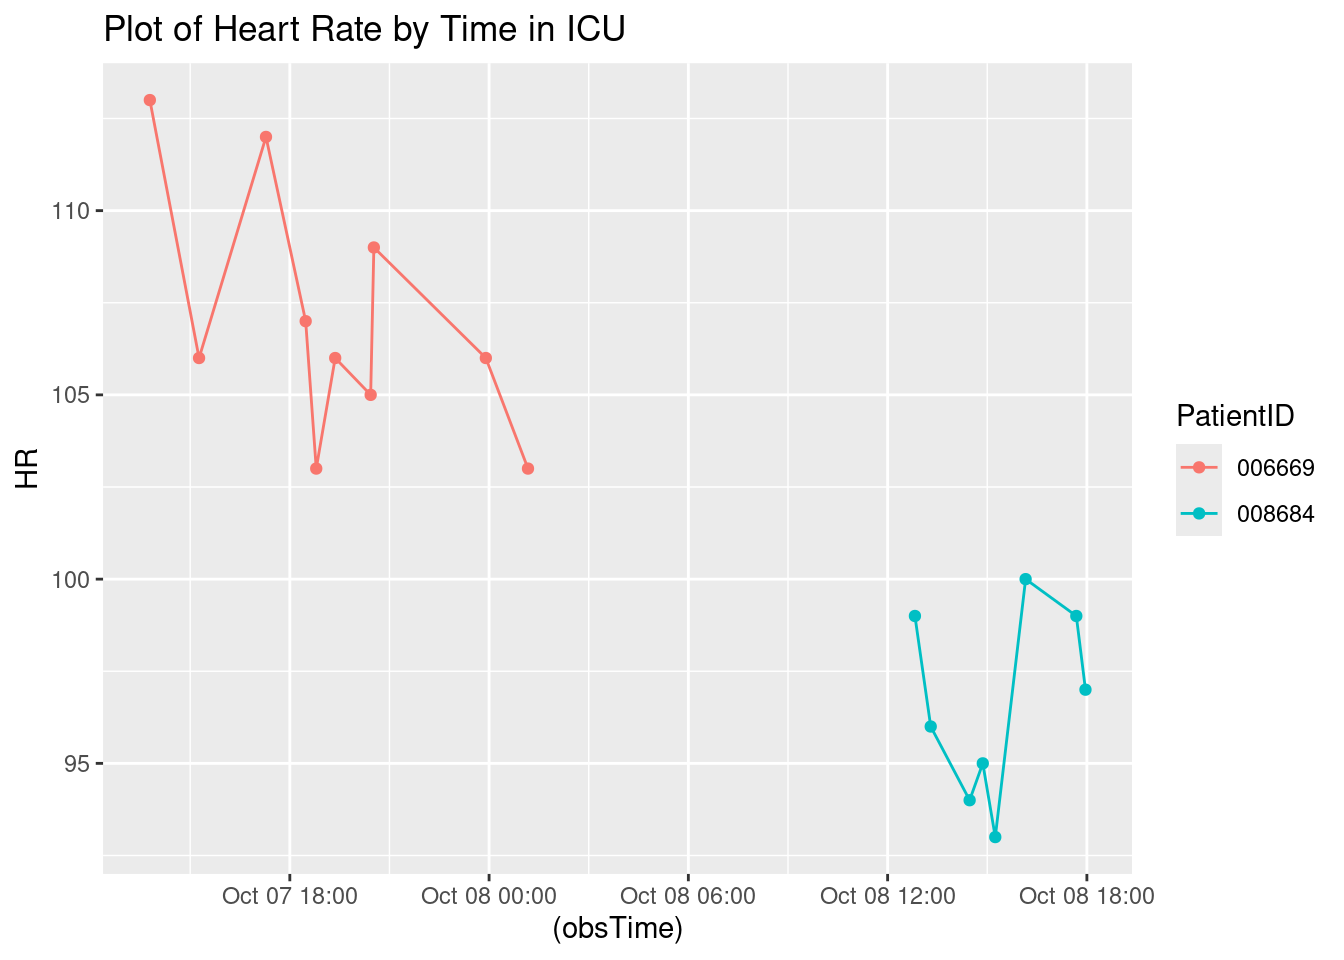 Plot of Heart Rate by Time in ICU
110
105
100
95
HR
Oct 07 18:00 Oct 08 00:00 Oct 08 06:00 Oct 08 12:00 Oct 08 18:00
(obsTime)
PatientID
006669
008684